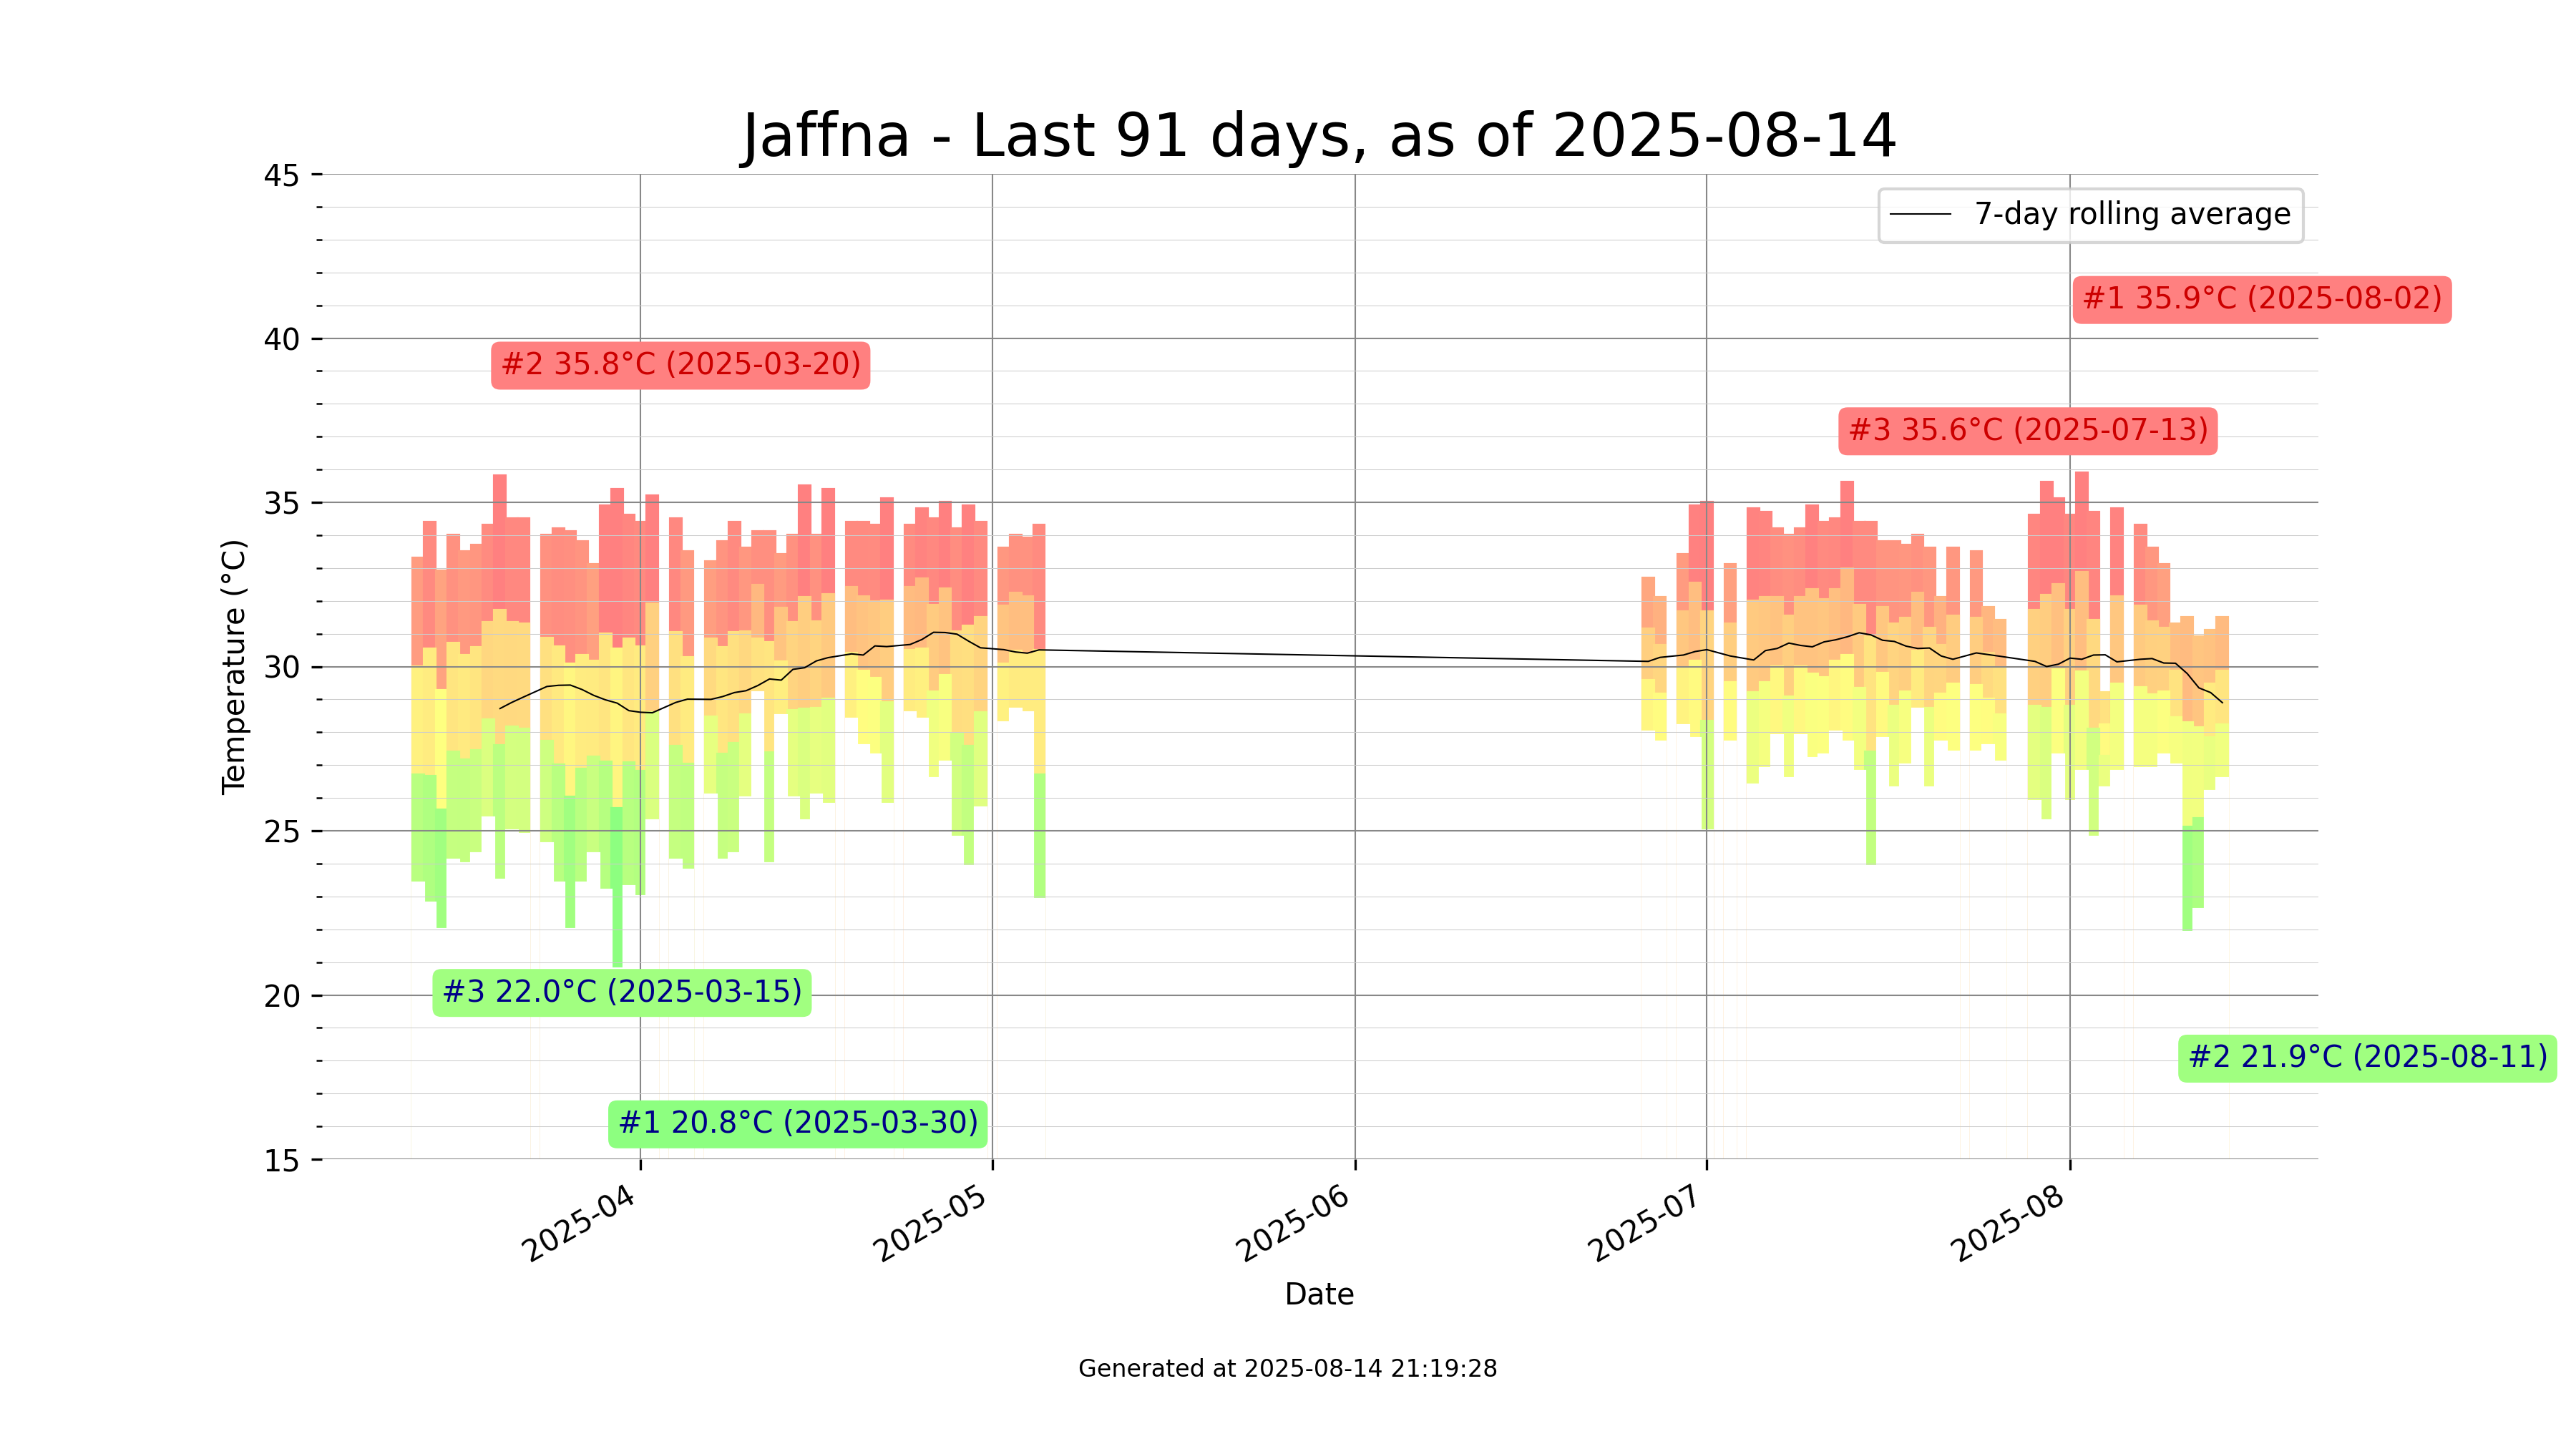 Jaffna - Last 91 days, as of 2025-08-14
45
7-day rolling average
#1 35.9°C (2025-08-02)
40
#2 35.8°C (2025-03-20)
#3 35.6°C (2025-07-13)
35
Temperature (°C)
30
25
20
#3 22.0°C (2025-03-15)
#2 21.9°C (2025-08-11)
#1 20.8°C (2025-03-30)
15
2025-04
2025-05
2025-06
2025-07
2025-08
Date
Generated at 2025-08-14 21:19:28